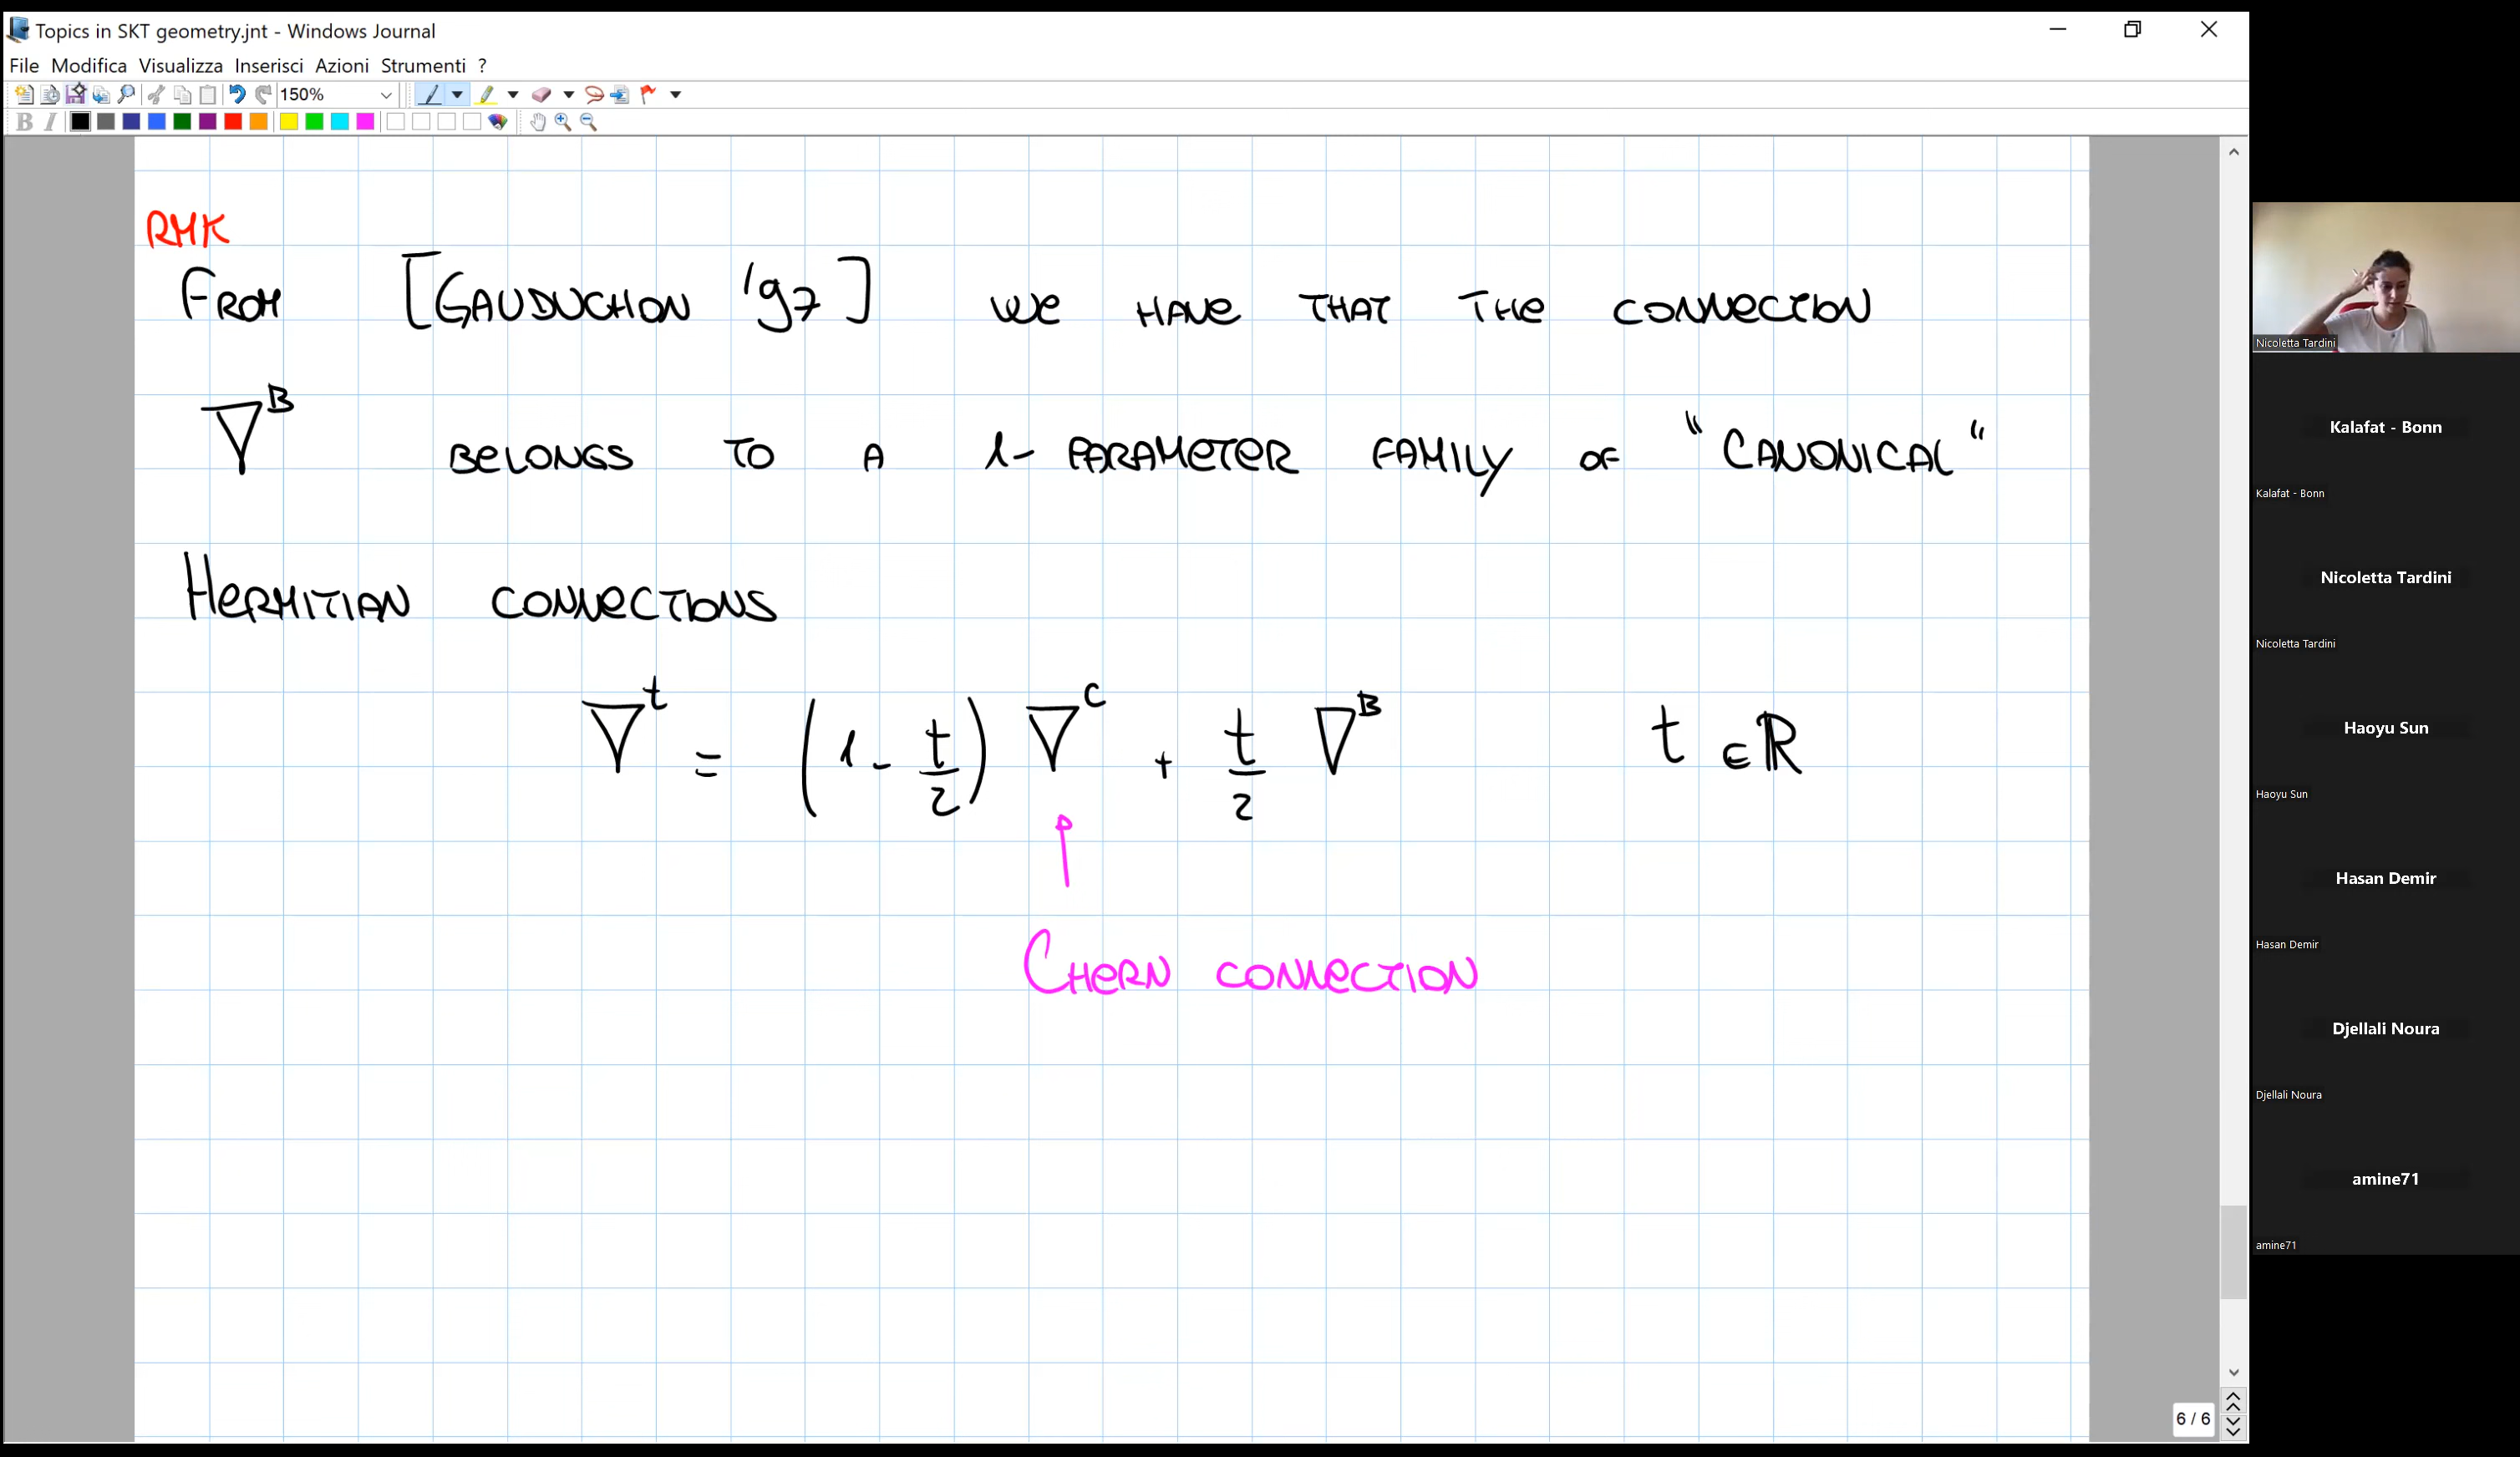 Topics in SKT geometry.jnt - Windows Journal
File Modifica Visualizza Inserisci Azioni Strumenti ?
150%
B I
RMK
FROM [GAUDUCHON '97] WE HAVE THAT THE CONNECTION
∇^B BELONGS TO A 1-PARAMETER FAMILY OF "CANONICAL"
HERMITIAN CONNECTIONS
∇^t = (1 - t/2) ∇^C + t/2 ∇^B t ∈ ℝ
CHERN CONNECTION
6 / 6
Nicoletta Tardini
Kalafat - Bonn
Kalafat - Bonn
Nicoletta Tardini
Nicoletta Tardini
Haoyu Sun
Haoyu Sun
Hasan Demir
Hasan Demir
Djellali Noura
Djellali Noura
amine71
amine71